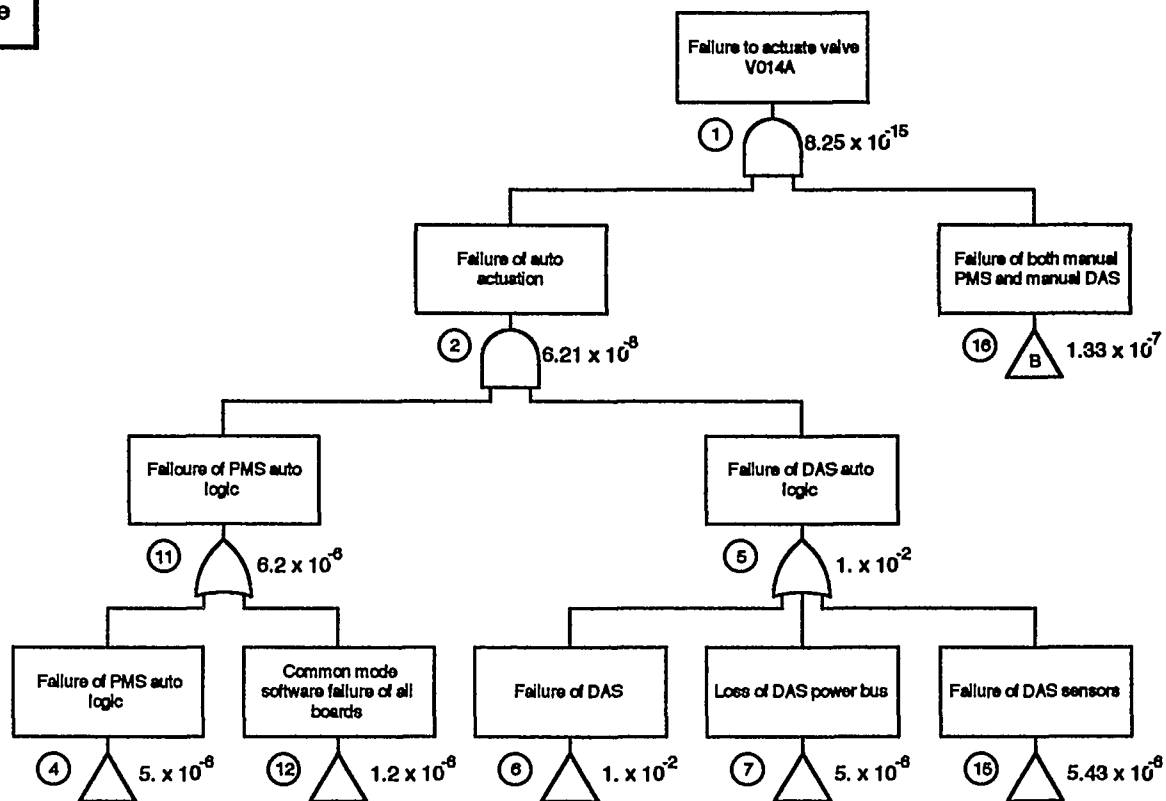 e
Failure to actuate valve
V014A
1
8.25 x 10⁻¹⁵
Failure of auto
actuation
Failure of both manual
PMS and manual DAS
2
6.21 x 10⁻⁸
16
B
1.33 x 10⁻⁷
Failoure of PMS auto
logic
Failure of DAS auto
logic
11
6.2 x 10⁻⁶
5
1. x 10⁻²
Failure of PMS auto
logic
Common mode
software failure of all
boards
Failure of DAS
Loss of DAS power bus
Failure of DAS sensors
4
5. x 10⁻⁶
12
1.2 x 10⁻⁶
6
1. x 10⁻²
7
5. x 10⁻⁶
15
5.43 x 10⁻⁶